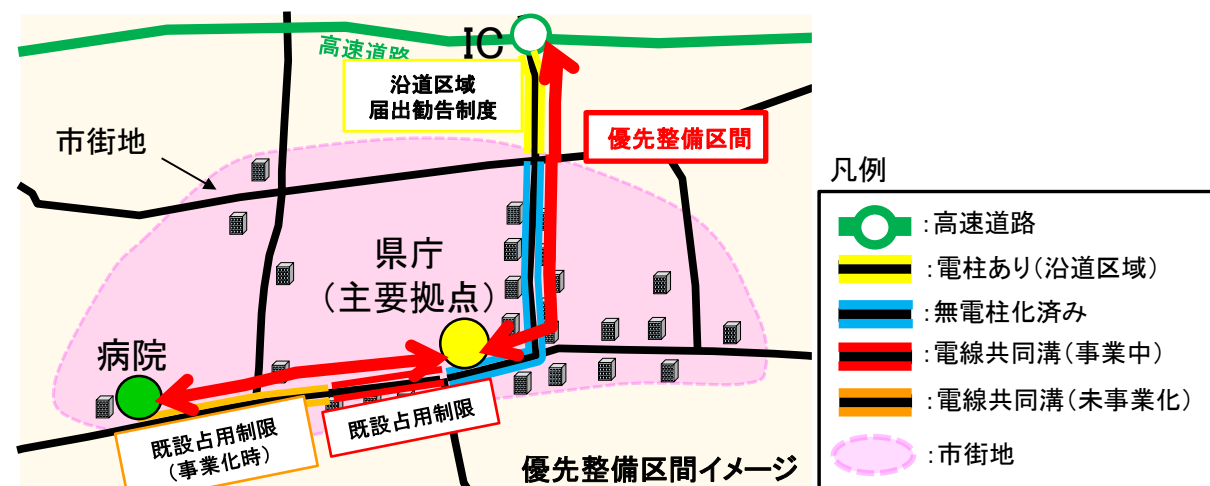 IC
高速道路
沿道区域
届出勧告制度
優先整備区間
市街地
県庁
（主要拠点）
病院
既設占用制限
（事業化時）
既設占用制限
優先整備区間イメージ
凡例
：高速道路
：電柱あり（沿道区域）
：無電柱化済み
：電線共同溝（事業中）
：電線共同溝（未事業化）
：市街地